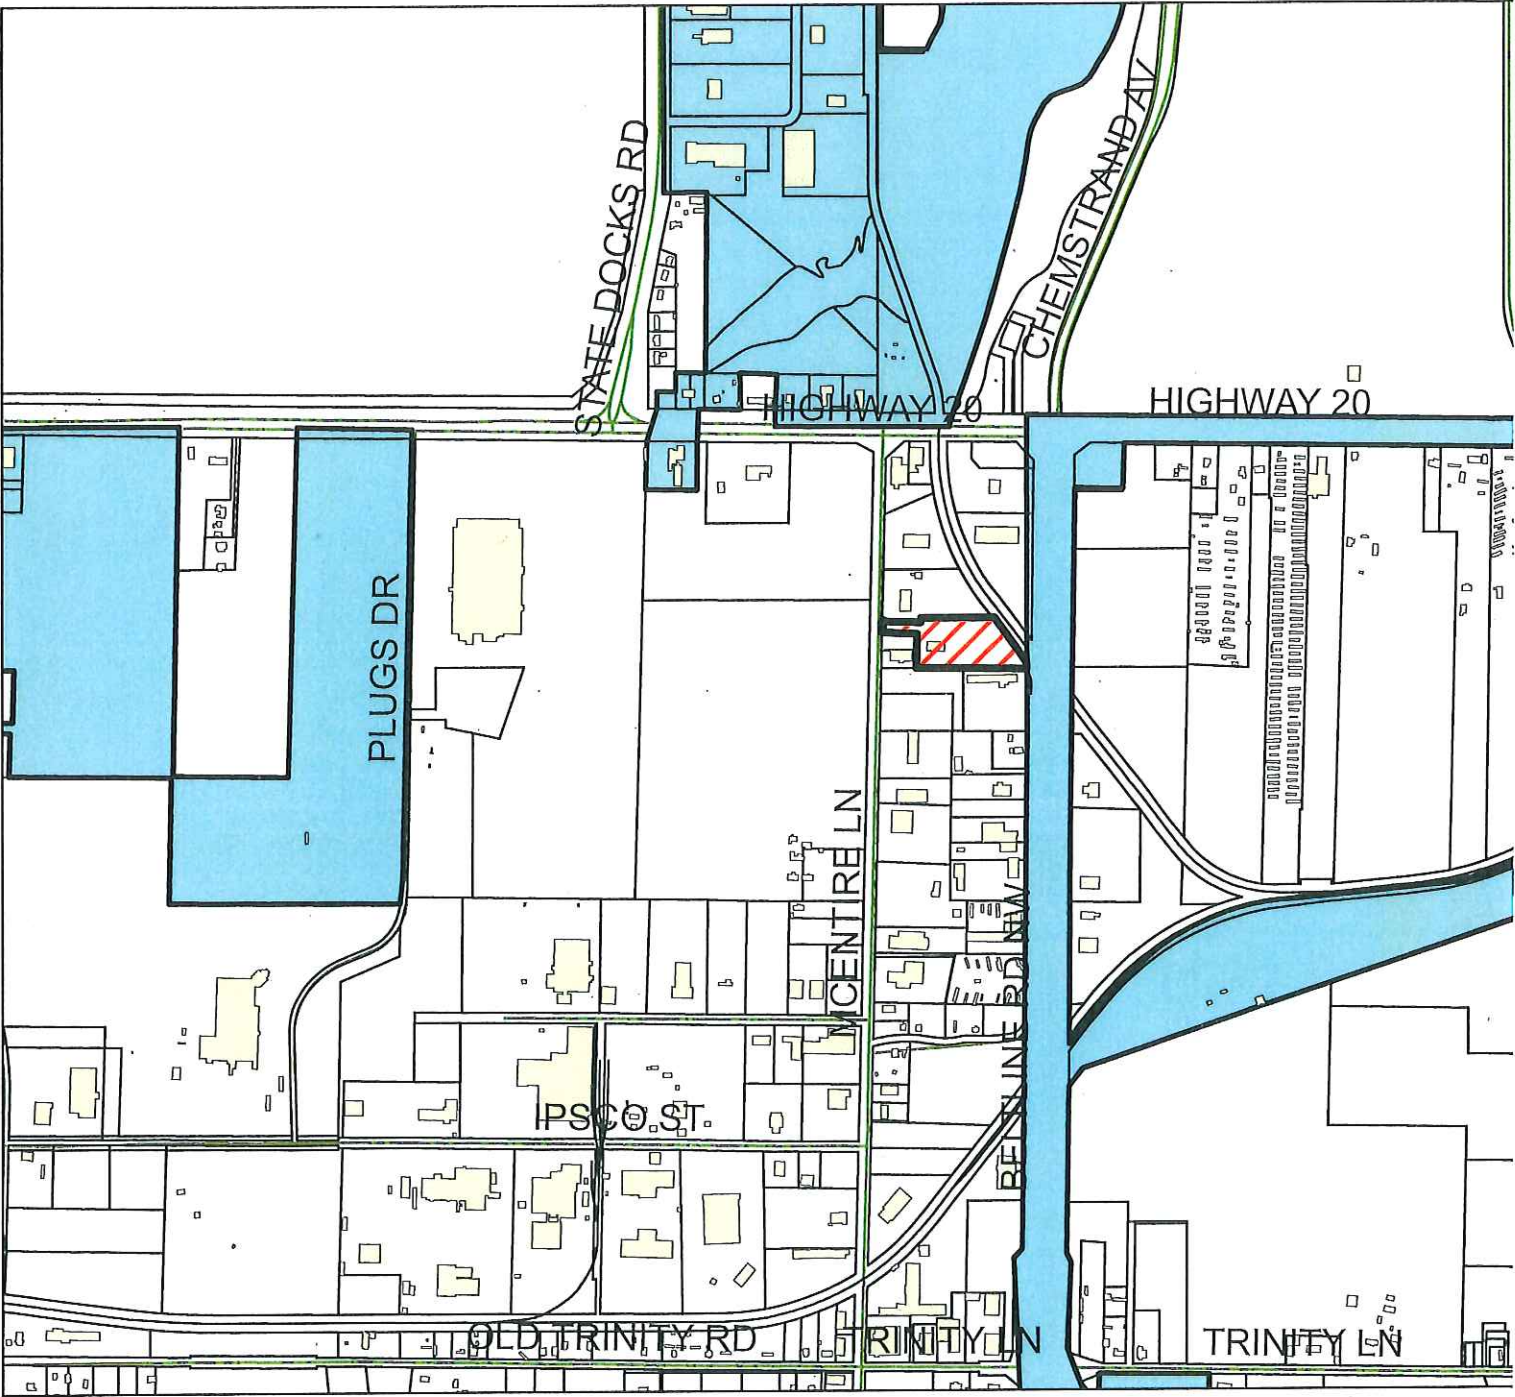 STATE DOCKS RD
CHEMSTRAND AV
HIGHWAY 20
HIGHWAY 20
PLUGS DR
MCENTIRE LN
BELTLINE RD NW
IPSCO ST
OLD TRINITY RD
TRINITY LN
TRINITY LN